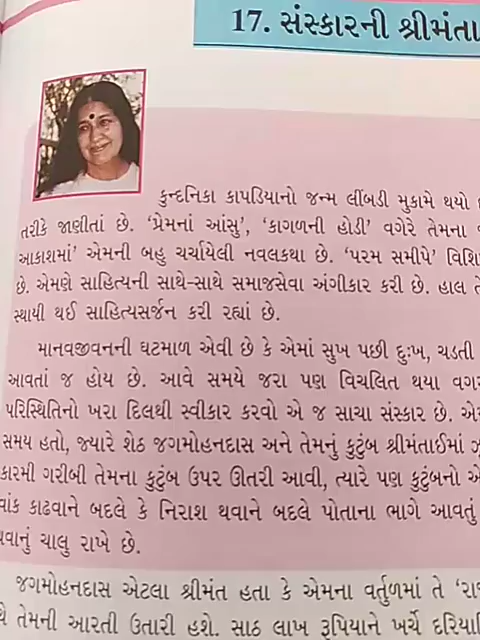 17. સંસ્કારની શ્રીમંતા
કુન્દનિકા કાપડિયાનો જન્મ લીંબડી મુકામે થયો
તરીકે જાણીતાં છે. ‘પ્રેમનાં આંસુ’, ‘કાગળની હોડી’ વગેરે તેમના
આકાશમાં’ એમની બહુ ચર્ચાયેલી નવલકથા છે. ‘પરમ સમીપે’
છે. એમણે સાહિત્યની સાથે-સાથે સમાજસેવા અંગીકાર કરી છે. હાલ
સ્થાયી થઈ સાહિત્યસર્જન કરી રહ્યાં છે.
માનવજીવનની ઘટમાળ એવી છે કે એમાં સુખ પછી દુઃખ, ચડતી
આવતાં જ હોય છે. આવે સમયે જરા પણ વિચલિત થયા
પરિસ્થિતિનો ખરા દિલથી સ્વીકાર કરવો એ જ સાચા સંસ્કાર છે.
સમય હતો, જ્યારે શેઠ જગમોહનદાસ અને તેમનું કુટુંબ શ્રીમંતાઈમાં
કારમી ગરીબી તેમના કુટુંબ ઉપર ઊતરી આવી, ત્યારે પણ કુટુંબનો
વાંક કાઢવાને બદલે કે નિરાશ થવાને બદલે પોતાના ભાગે આવતું
ચાલુ રાખે છે.
જગમોહનદાસ એટલા શ્રીમંત હતા કે એમના વર્તુળમાં તે
તેમની આરતી ઉતારી હશે. સાઠ લાખ રૂપિયાને ખર્ચે